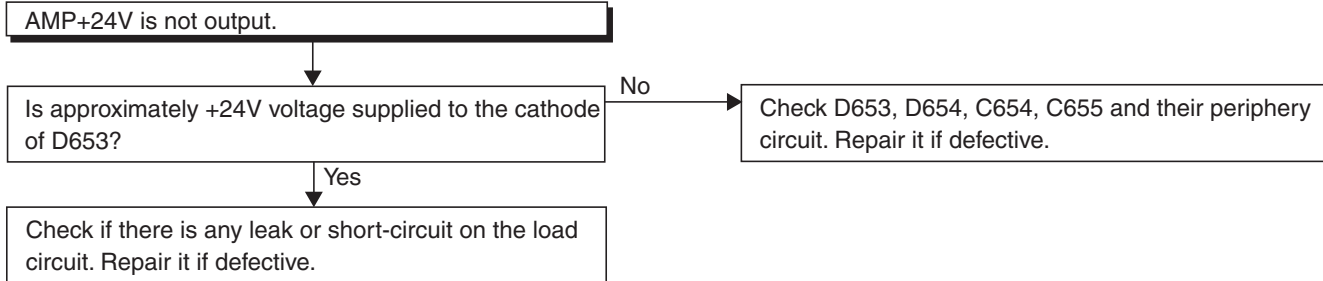 AMP+24V is not output.
Is approximately +24V voltage supplied to the cathode
of D653?
No
Check D653, D654, C654, C655 and their periphery
circuit. Repair it if defective.
Yes
Check if there is any leak or short-circuit on the load
circuit. Repair it if defective.